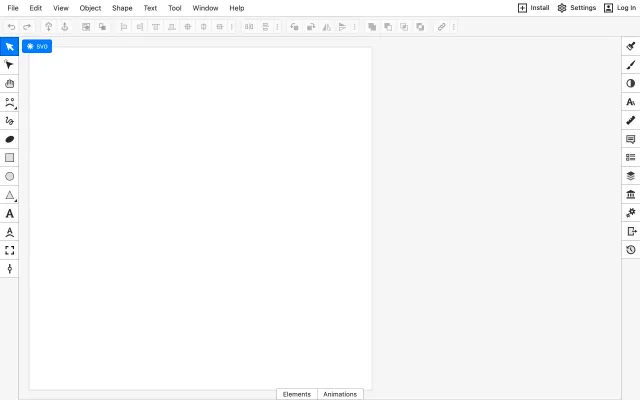 File Edit View Object Shape Text Tool Window Help Install Settings Log In
SVG
Elements Animations